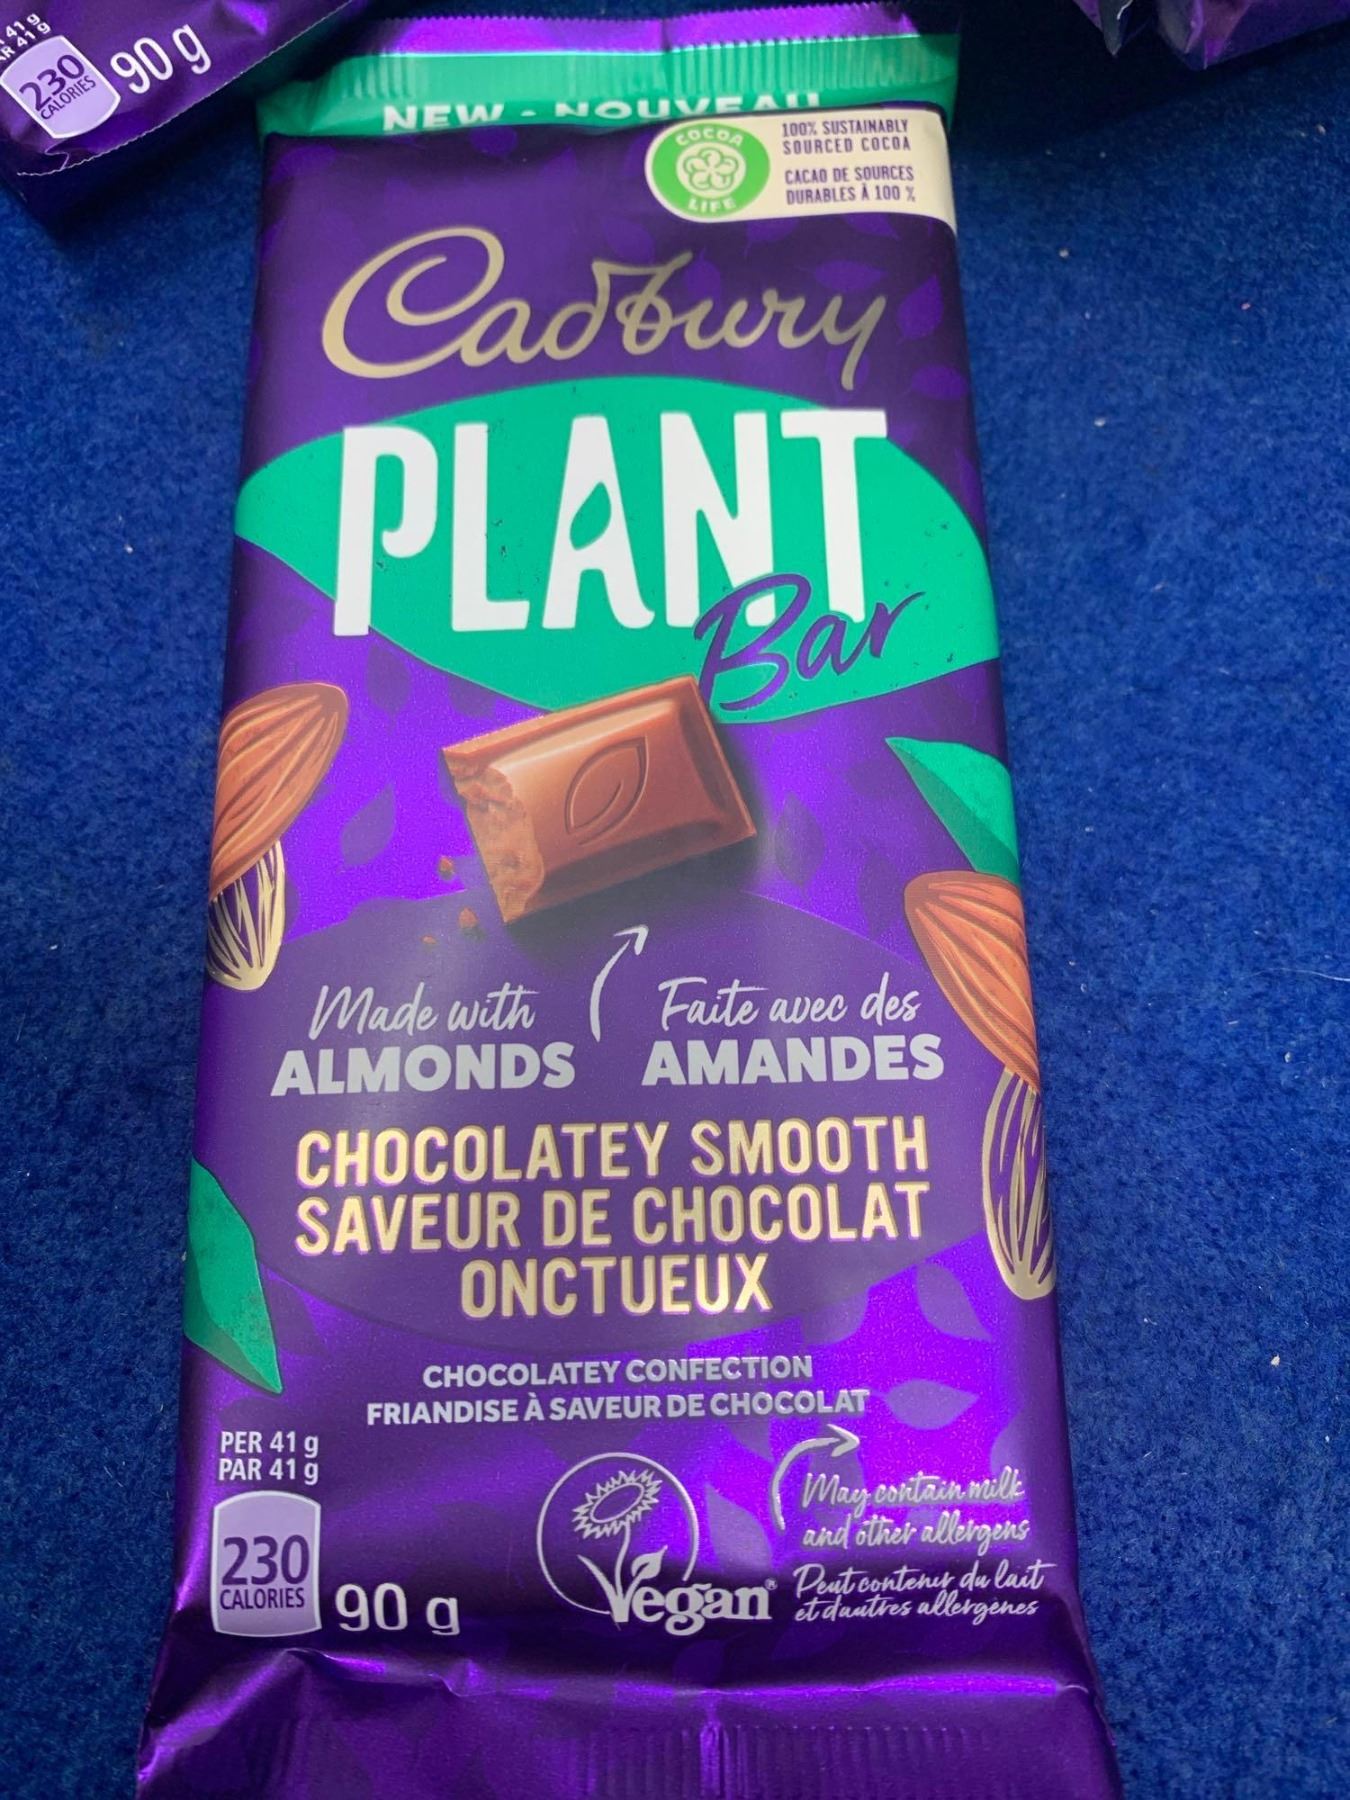 41 g
PAR 41 g
230
CALORIES
90 g
NEW - NOUVEAU
COCOA
LIFE
100% SUSTAINABLY
SOURCED COCOA
CACAO DE SOURCES
DURABLES À 100 %
Cadbury
PLANT
Bar
Made with
ALMONDS
Faite avec des
AMANDES
CHOCOLATEY SMOOTH
SAVEUR DE CHOCOLAT
ONCTUEUX
CHOCOLATEY CONFECTION
FRIANDISE À SAVEUR DE CHOCOLAT
PER 41 g
PAR 41 g
230
CALORIES
90 g
Vegan®
May contain milk
and other allergens
Peut contenir du lait
et d'autres allergènes